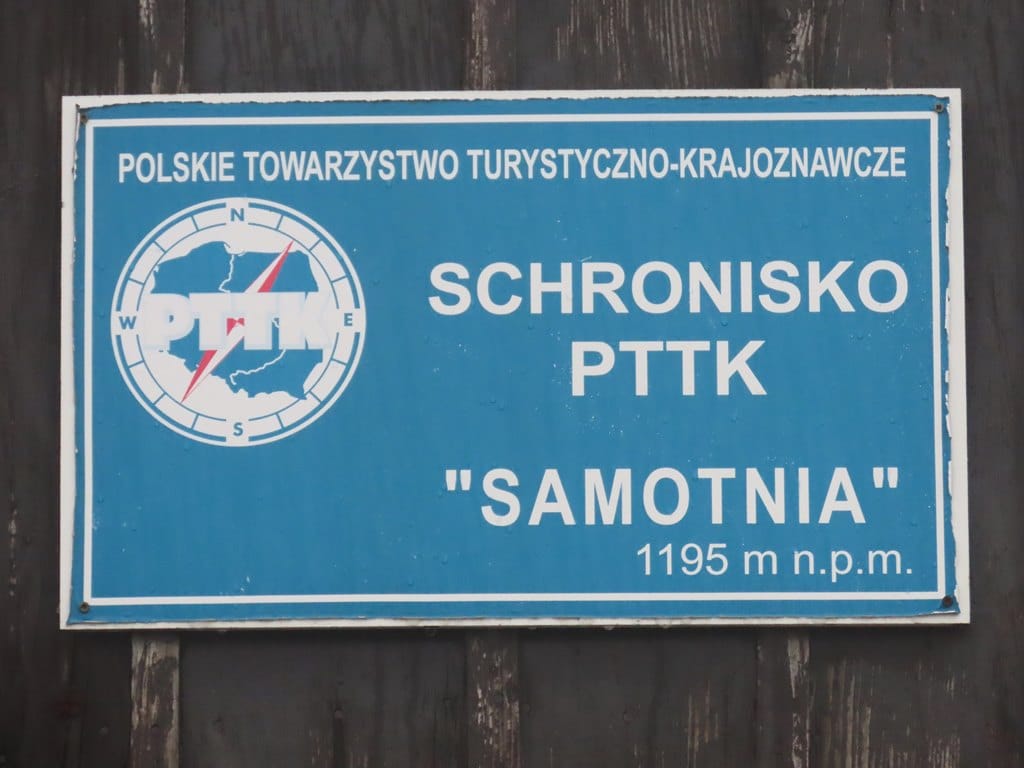 POLSKIE TOWARZYSTWO TURYSTYCZNO-KRAJOZNAWCZE
N
W PTTK E
S
SCHRONISKO
PTTK
"SAMOTNIA"
1195 m n.p.m.